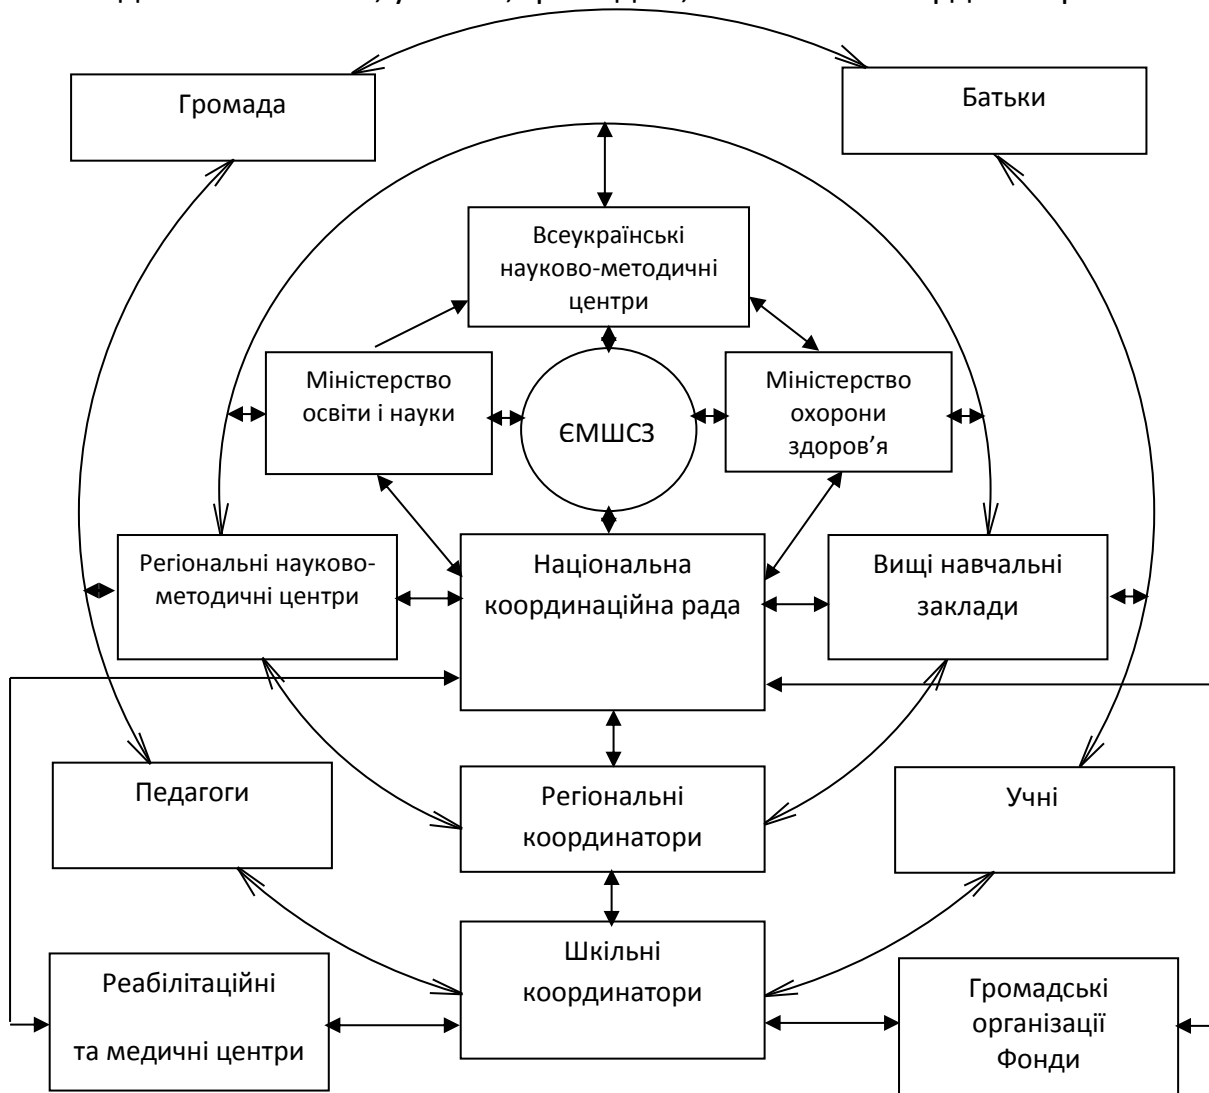 Громада
Батьки
Всеукраїнські
науково-методичні
центри
Міністерство
освіти і науки
ЄМШСЗ
Міністерство
охорони
здоров’я
Регіональні науково-
методичні центри
Національна
координаційна рада
Вищі навчальні
заклади
Педагоги
Регіональні
координатори
Учні
Реабілітаційні
та медичні центри
Шкільні
координатори
Громадські
організації
Фонди